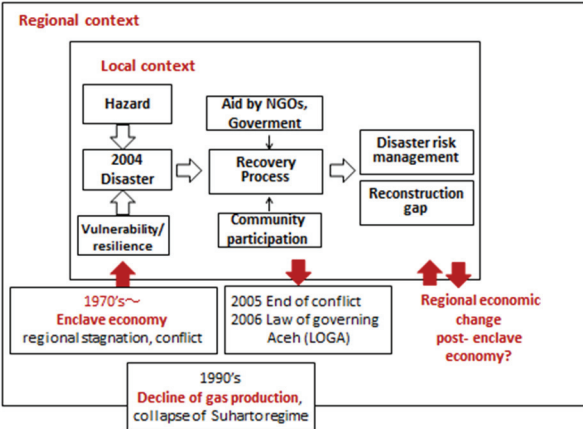 Regional context
Local context
Hazard
2004
Disaster
Vulnerability/
resilience
Aid by NGOs,
Goverment
Recovery
Process
Community
participation
Disaster risk
management
Reconstruction
gap
1970's～
Enclave economy
regional stagnation, conflict
2005 End of conflict
2006 Law of governing
Aceh (LOGA)
Regional economic
change
post- enclave
economy?
1990's
Decline of gas production,
collapse of Suharto regime